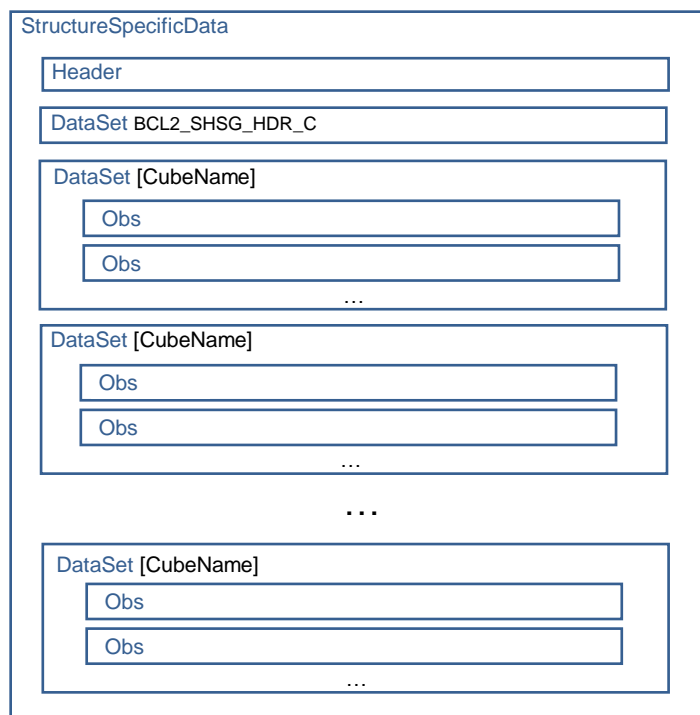 StructureSpecificData
Header
DataSet BCL2_SHSG_HDR_C
DataSet [CubeName]
Obs
Obs
...
DataSet [CubeName]
Obs
Obs
...
...
DataSet [CubeName]
Obs
Obs
...